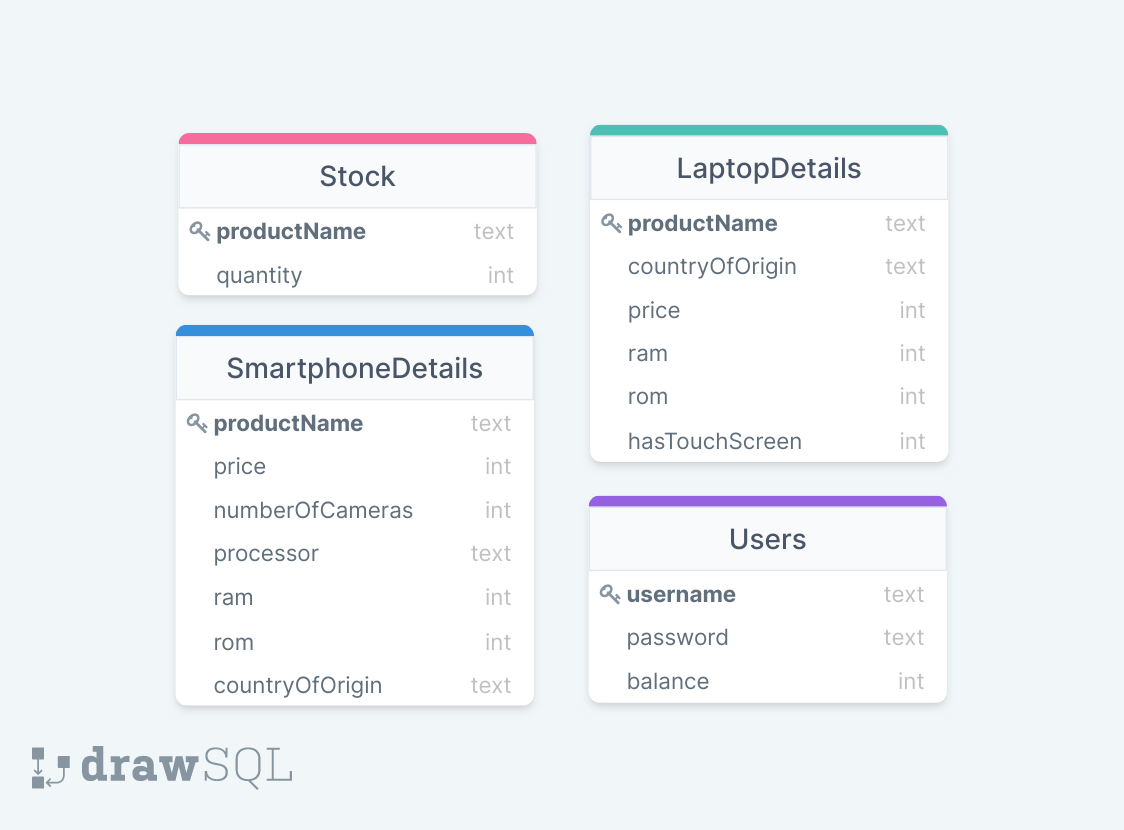 Stock
productName text
quantity int
SmartphoneDetails
productName text
price int
numberOfCameras int
processor text
ram int
rom int
countryOfOrigin text
LaptopDetails
productName text
countryOfOrigin text
price int
ram int
rom int
hasTouchScreen int
Users
username text
password text
balance int
drawSQL